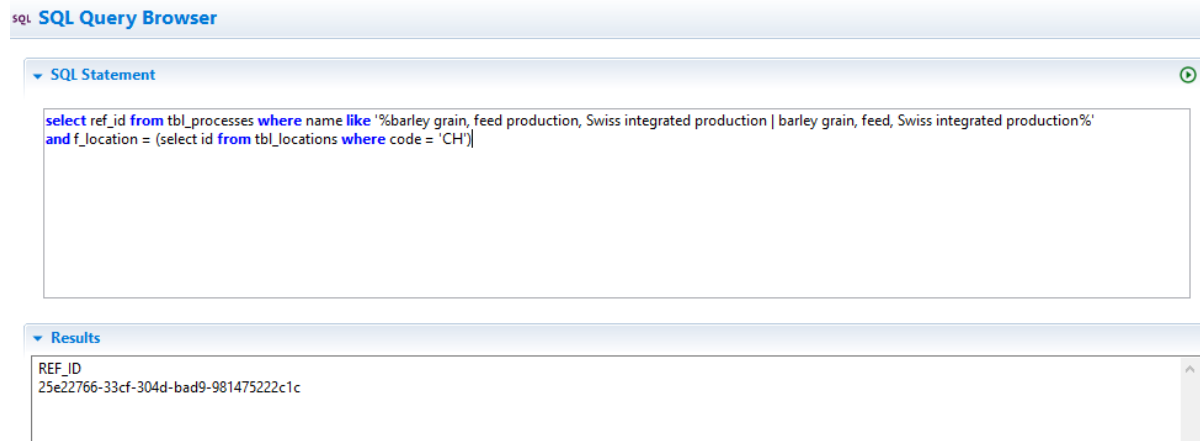 SQL SQL Query Browser
SQL Statement
select ref_id from tbl_processes where name like '%barley grain, feed production, Swiss integrated production | barley grain, feed, Swiss integrated production%'
and f_location = (select id from tbl_locations where code = 'CH')
Results
REF_ID
25e22766-33cf-304d-bad9-981475222c1c